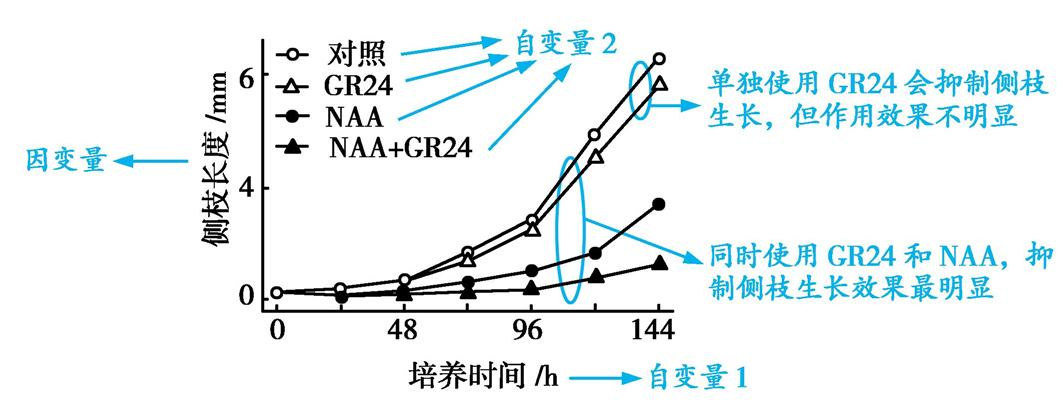 对照
GR24
NAA
NAA+GR24
自变量 2
单独使用 GR24 会抑制侧枝
生长，但作用效果不明显
因变量
侧枝长度 /mm
6
4
0
同时使用 GR24 和 NAA，抑
制侧枝生长效果最明显
0 48 96 144
培养时间 /h
自变量 1